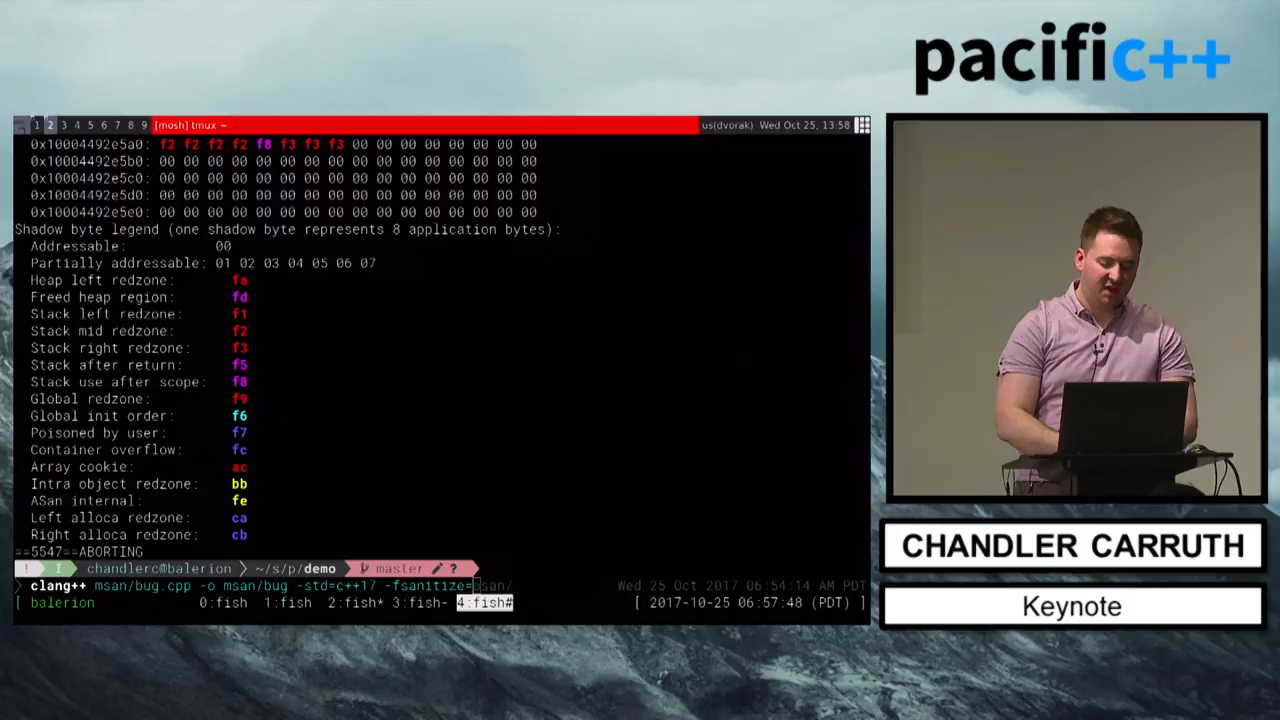 pacific++
1 2 3 4 5 6 7 8 9 [mosh] tmux ~ us(dvorak) Wed Oct 25, 13:58
0x10004492e5a0: f2 f2 f2 f2 f8 f3 f3 f3 00 00 00 00 00 00 00 00
0x10004492e5b0: 00 00 00 00 00 00 00 00 00 00 00 00 00 00 00 00
0x10004492e5c0: 00 00 00 00 00 00 00 00 00 00 00 00 00 00 00 00
0x10004492e5d0: 00 00 00 00 00 00 00 00 00 00 00 00 00 00 00 00
0x10004492e5e0: 00 00 00 00 00 00 00 00 00 00 00 00 00 00 00 00
Shadow byte legend (one shadow byte represents 8 application bytes):
Addressable: 00
Partially addressable: 01 02 03 04 05 06 07
Heap left redzone: fa
Freed heap region: fd
Stack left redzone: f1
Stack mid redzone: f2
Stack right redzone: f3
Stack after return: f5
Stack use after scope: f8
Global redzone: f9
Global init order: f6
Poisoned by user: f7
Container overflow: fc
Array cookie: ac
Intra object redzone: bb
ASan internal: fe
Left alloca redzone: ca
Right alloca redzone: cb
==5547==ABORTING
! I chandlerc@balerion ~/s/p/demo master ?
clang++ msan/bug.cpp -o msan/bug -std=c++17 -fsanitize= san/ Wed 25 Oct 2017 06:54:14 AM PDT
[ balerion 0:fish 1:fish 2:fish* 3:fish- 4:fish# [ 2017-10-25 06:57:48 (PDT) ]
CHANDLER CARRUTH
Keynote